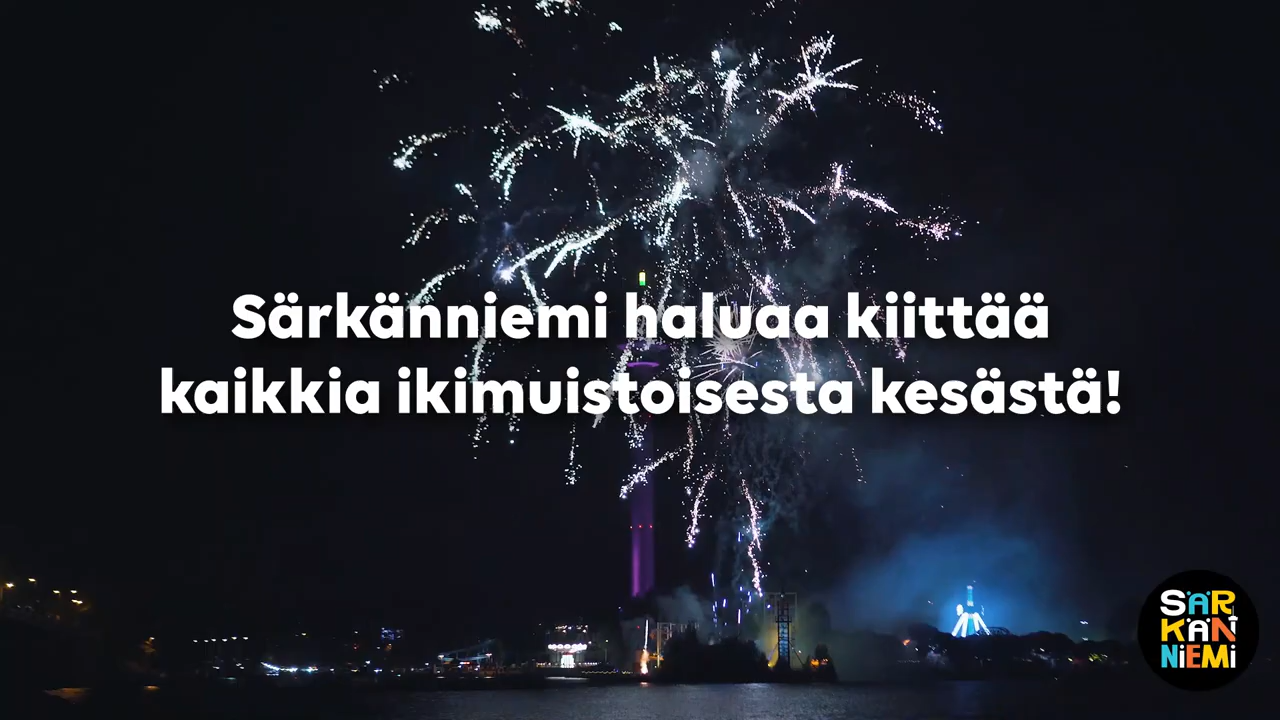 Särkänniemi haluaa kiittää
kaikkia ikimuistoisesta kesästä!
SÄR
KÄN
NIEMI